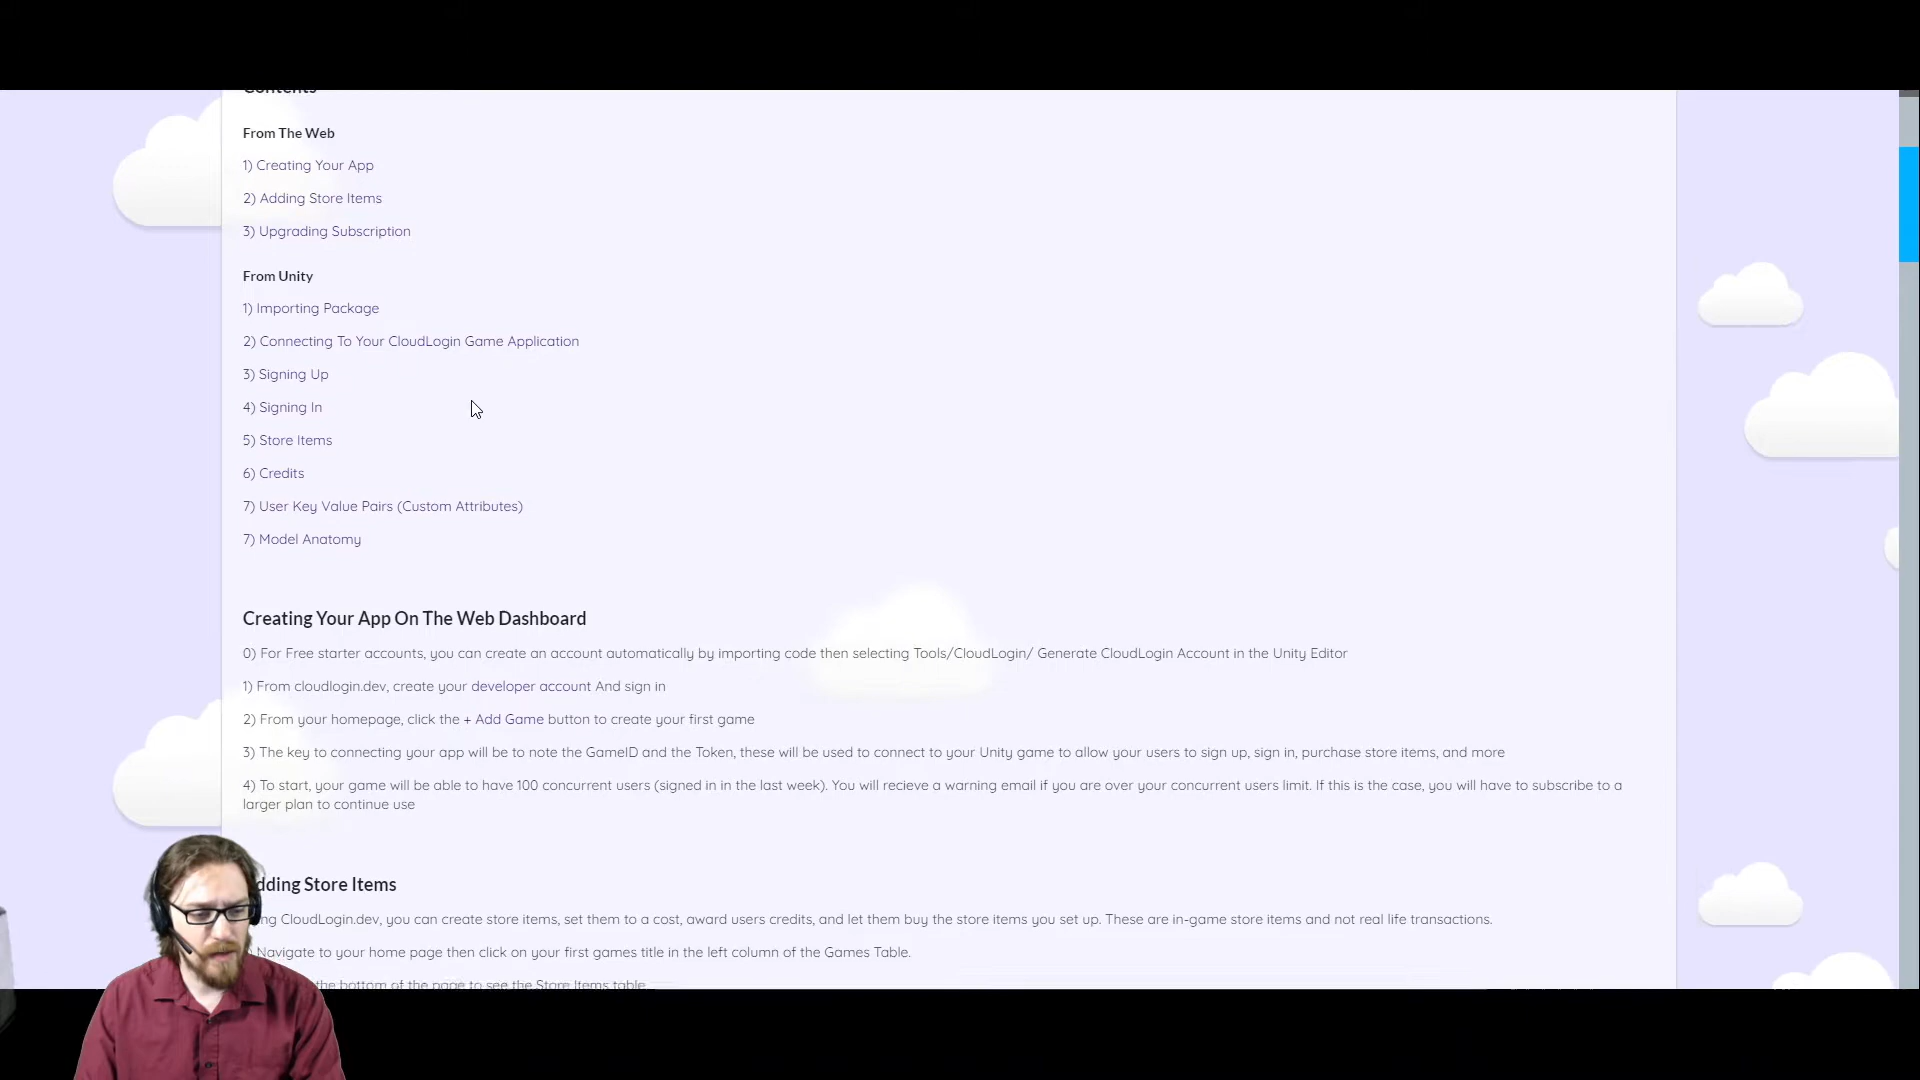 Contents
From The Web
1) Creating Your App
2) Adding Store Items
3) Upgrading Subscription
From Unity
1) Importing Package
2) Connecting To Your CloudLogin Game Application
3) Signing Up
4) Signing In
5) Store Items
6) Credits
7) User Key Value Pairs (Custom Attributes)
7) Model Anatomy
Creating Your App On The Web Dashboard
0) For Free starter accounts, you can create an account automatically by importing code then selecting Tools/CloudLogin/ Generate CloudLogin Account in the Unity Editor
1) From cloudlogin.dev, create your developer account And sign in
2) From your homepage, click the + Add Game button to create your first game
3) The key to connecting your app will be to note the GameID and the Token, these will be used to connect to your Unity game to allow your users to sign up, sign in, purchase store items, and more
4) To start, your game will be able to have 100 concurrent users (signed in in the last week). You will recieve a warning email if you are over your concurrent users limit. If this is the case, you will have to subscribe to a
larger plan to continue use
dding Store Items
ng CloudLogin.dev, you can create store items, set them to a cost, award users credits, and let them buy the store items you set up. These are in-game store items and not real life transactions.
Navigate to your home page then click on your first games title in the left column of the Games Table.
the bottom of the page to see the Store Items table